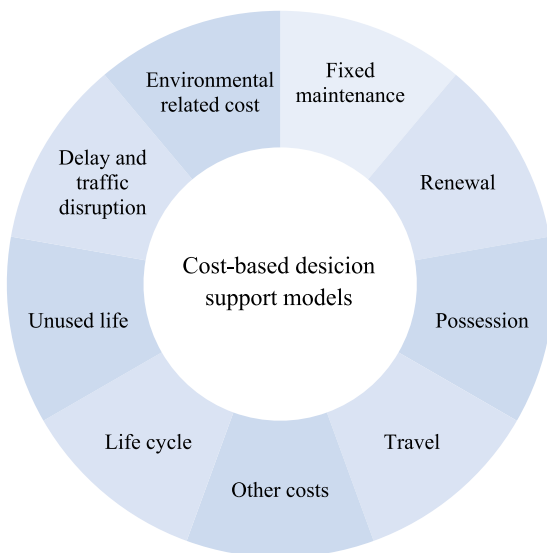 Environmental
related cost
Fixed
maintenance
Renewal
Possession
Travel
Other costs
Life cycle
Unused life
Delay and
traffic
disruption
Cost-based desicion
support models